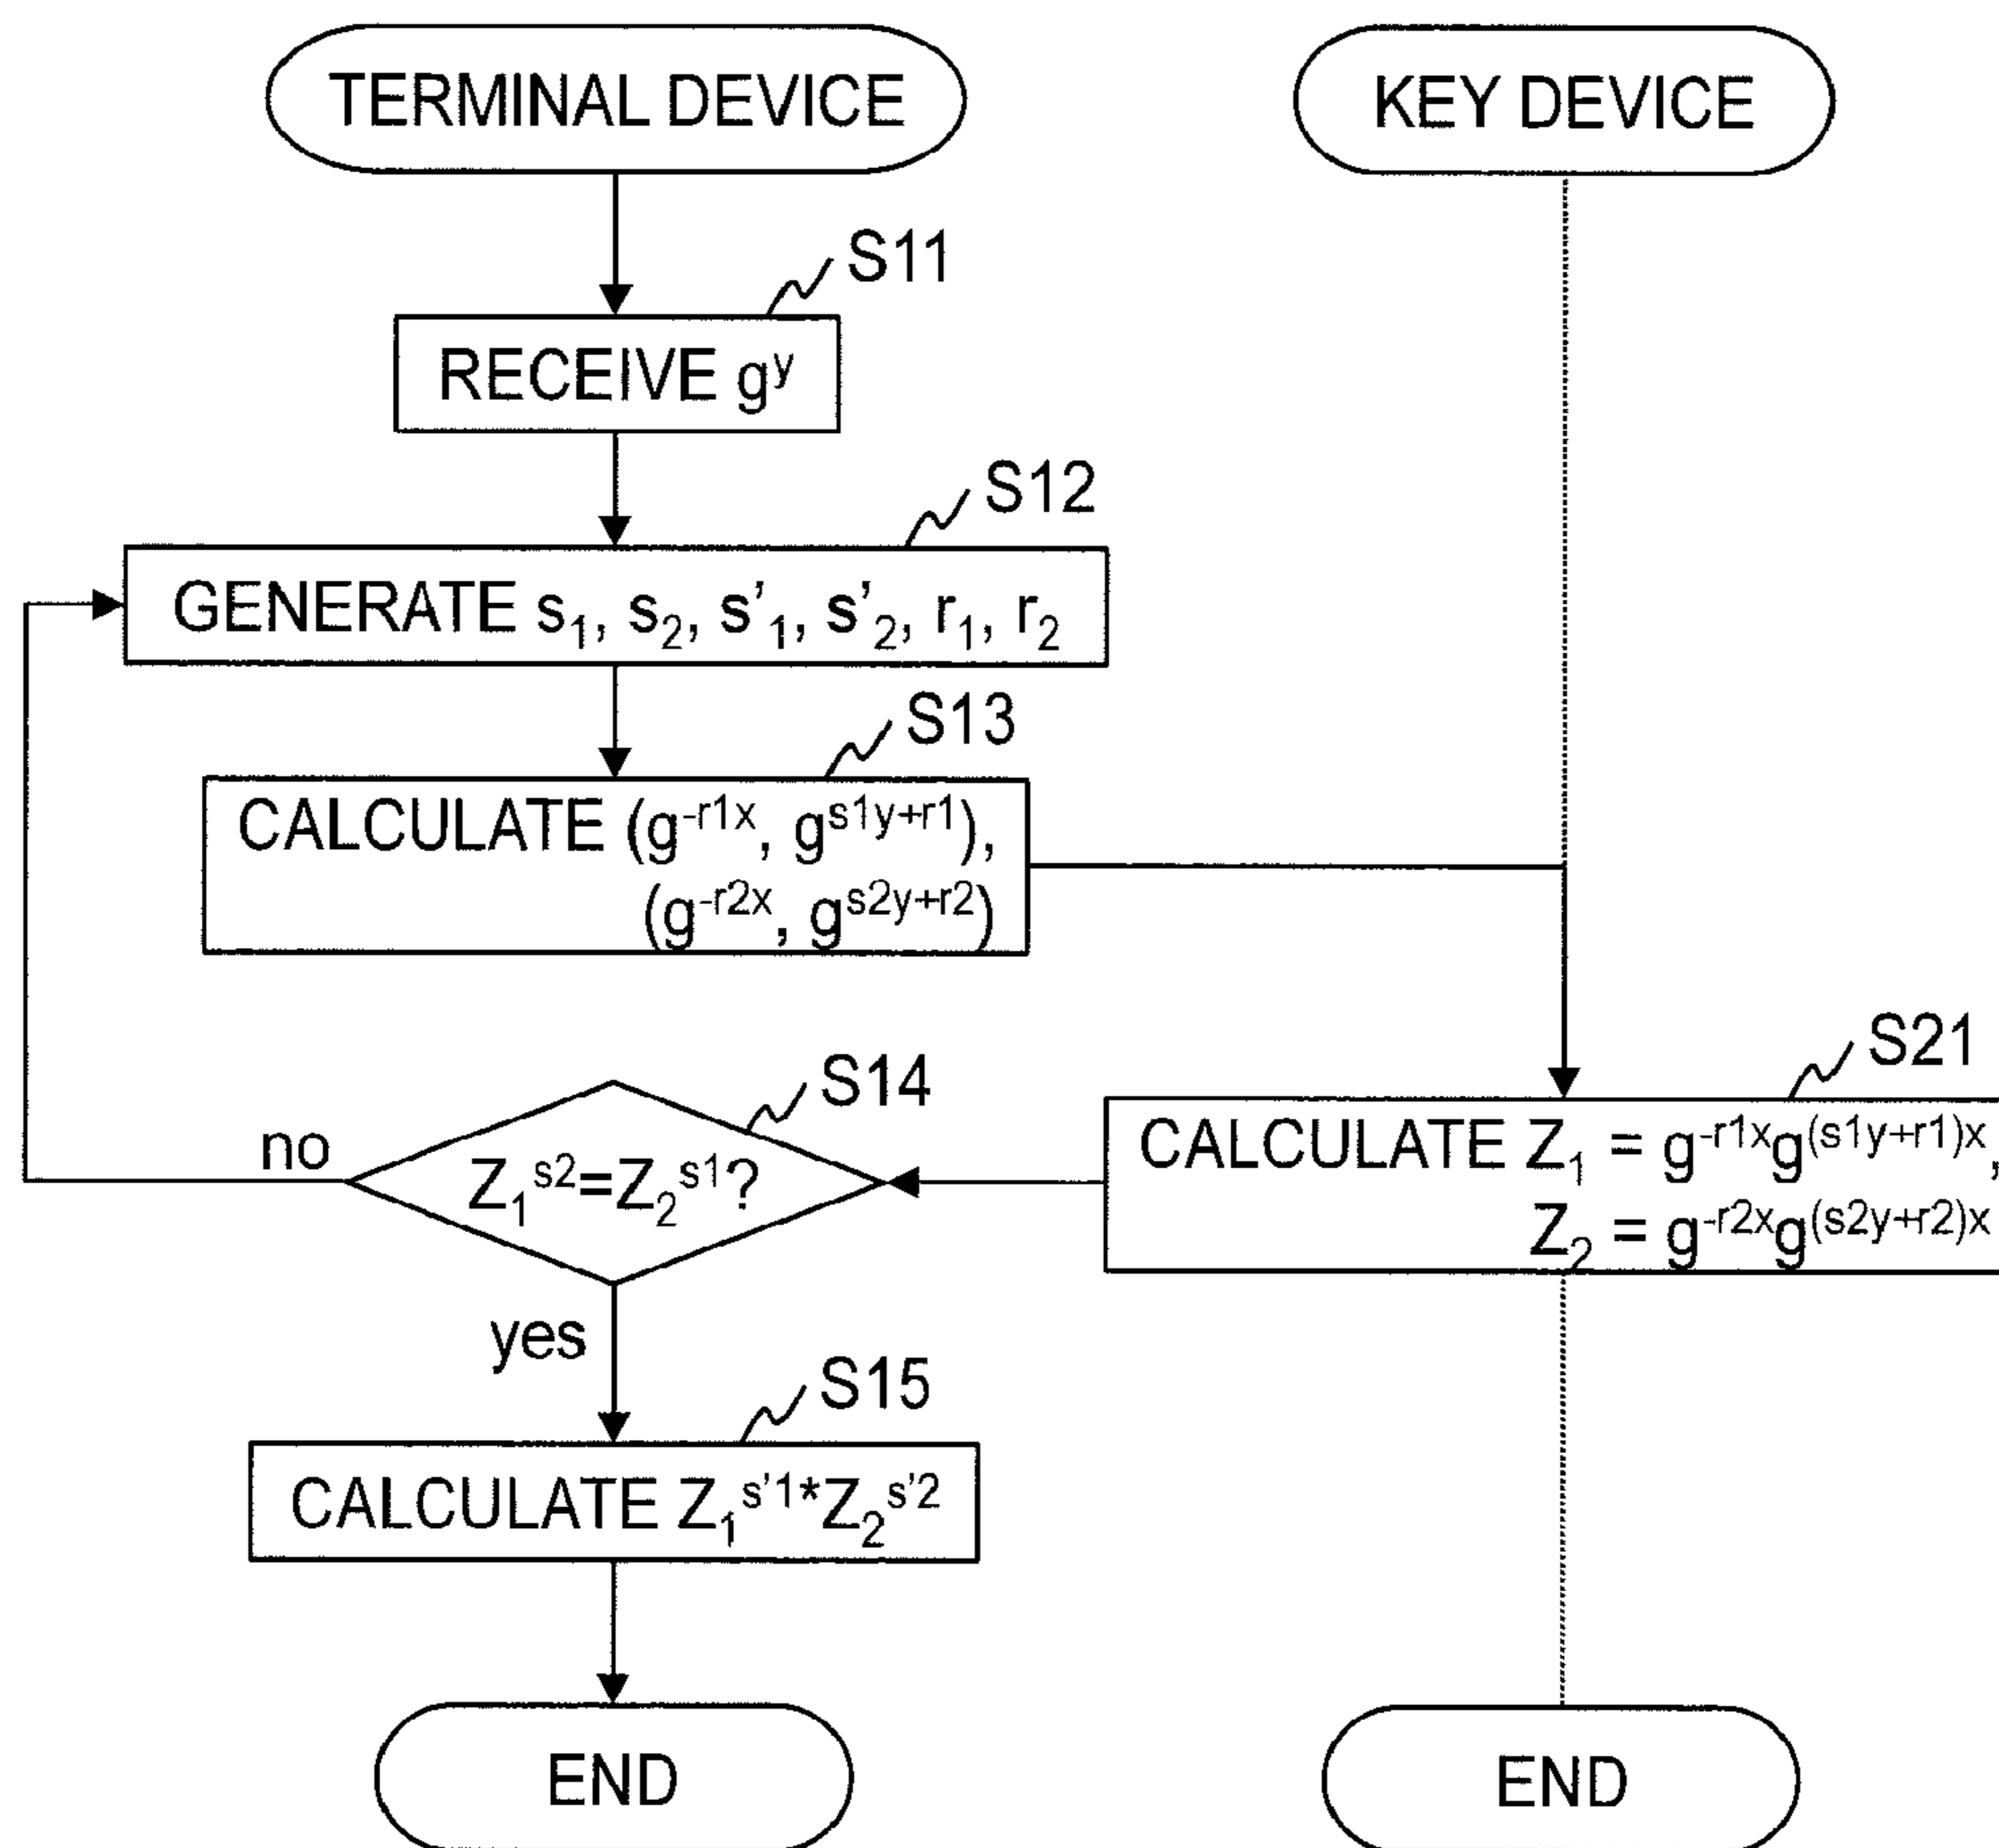 TERMINAL DEVICE
KEY DEVICE
S11
RECEIVE g^y
S12
GENERATE s₁, s₂, s'₁, s'₂, r₁, r₂
S13
CALCULATE (g^-r1x, g^s1y+r1),
(g^-r2x, g^s2y+r2)
S21
CALCULATE Z₁ = g^-r1x g^(s1y+r1)x,
Z₂ = g^-r2x g^(s2y+r2)x
S14
no
Z₁^s2=Z₂^s1?
yes
S15
CALCULATE Z₁^s'1*Z₂^s'2
END
END